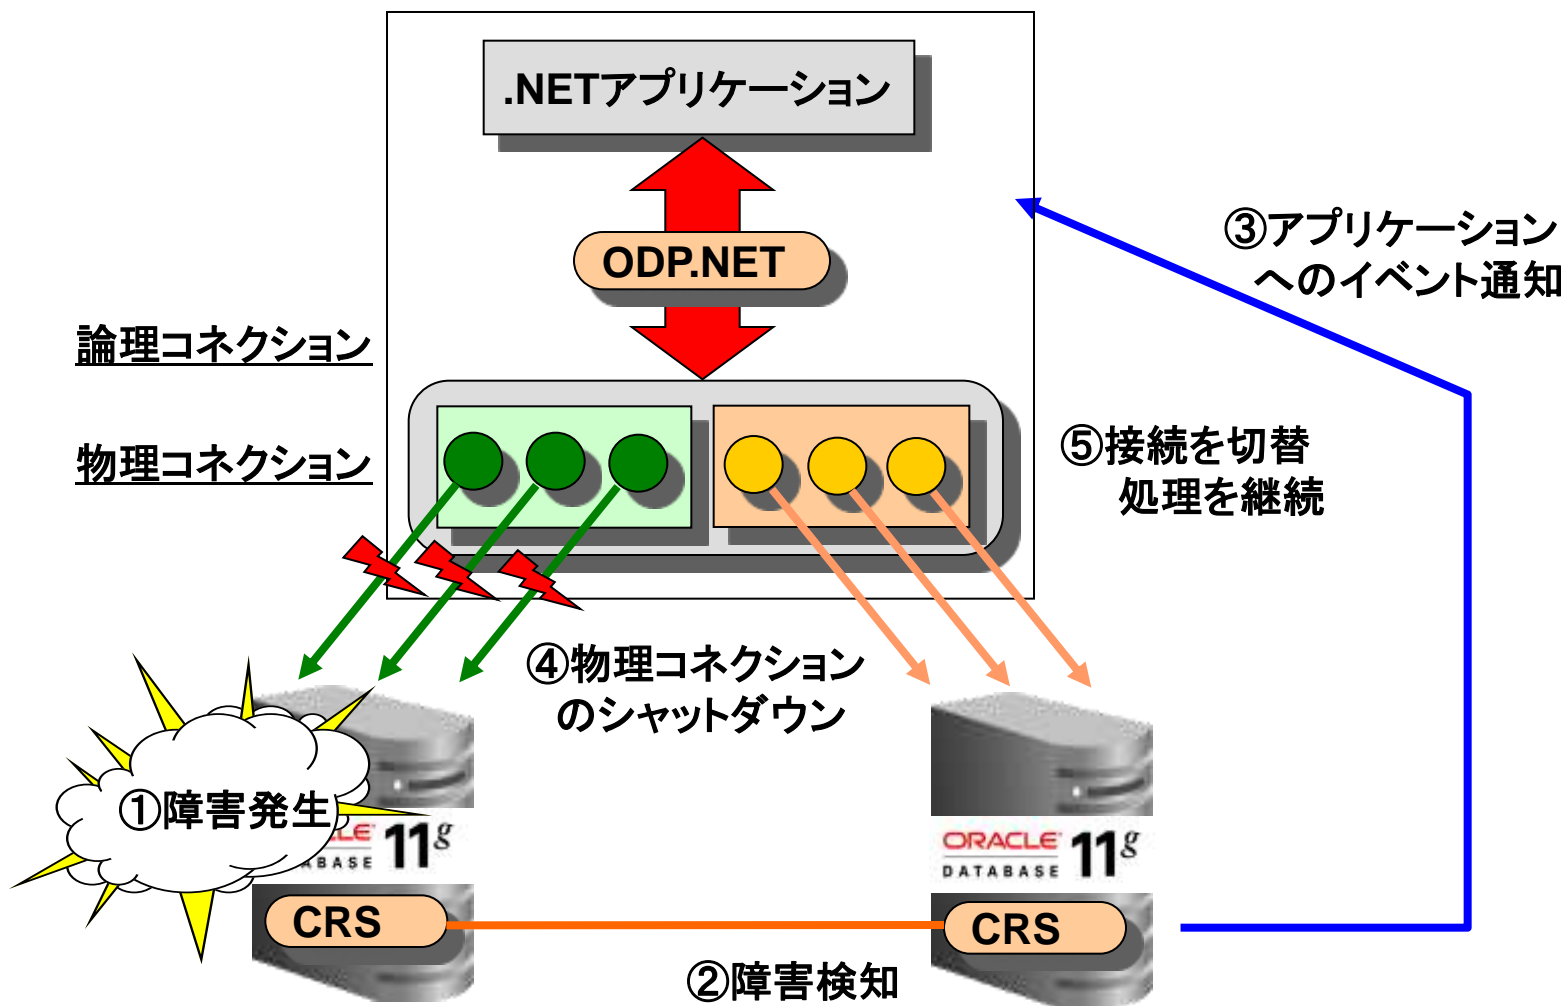 .NETアプリケーション
ODP.NET
③アプリケーション
へのイベント通知
論理コネクション
物理コネクション
⑤接続を切替
処理を継続
④物理コネクション
のシャットダウン
①障害発生
11g
ORACLE 11g
DATABASE
CRS
CRS
②障害検知